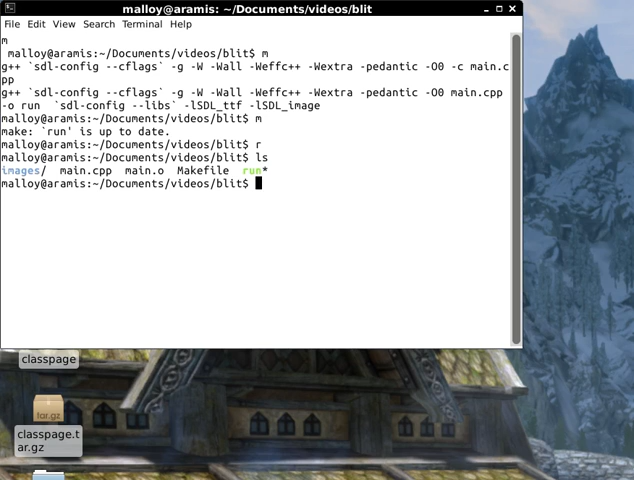 malloy@aramis: ~/Documents/videos/blit
File Edit View Search Terminal Help
m
malloy@aramis:~/Documents/videos/blit$ m
g++ `sdl-config --cflags` -g -W -Wall -Weffc++ -Wextra -pedantic -O0 -c main.c
pp
g++ `sdl-config --cflags` -g -W -Wall -Weffc++ -Wextra -pedantic -O0 main.cpp
-o run  `sdl-config --libs` -lSDL_ttf -lSDL_image
malloy@aramis:~/Documents/videos/blit$ m
make: `run' is up to date.
malloy@aramis:~/Documents/videos/blit$ r
malloy@aramis:~/Documents/videos/blit$ ls
images/  main.cpp  main.o  Makefile  run*
malloy@aramis:~/Documents/videos/blit$
classpage
tar.gz
classpage.t
ar.gz